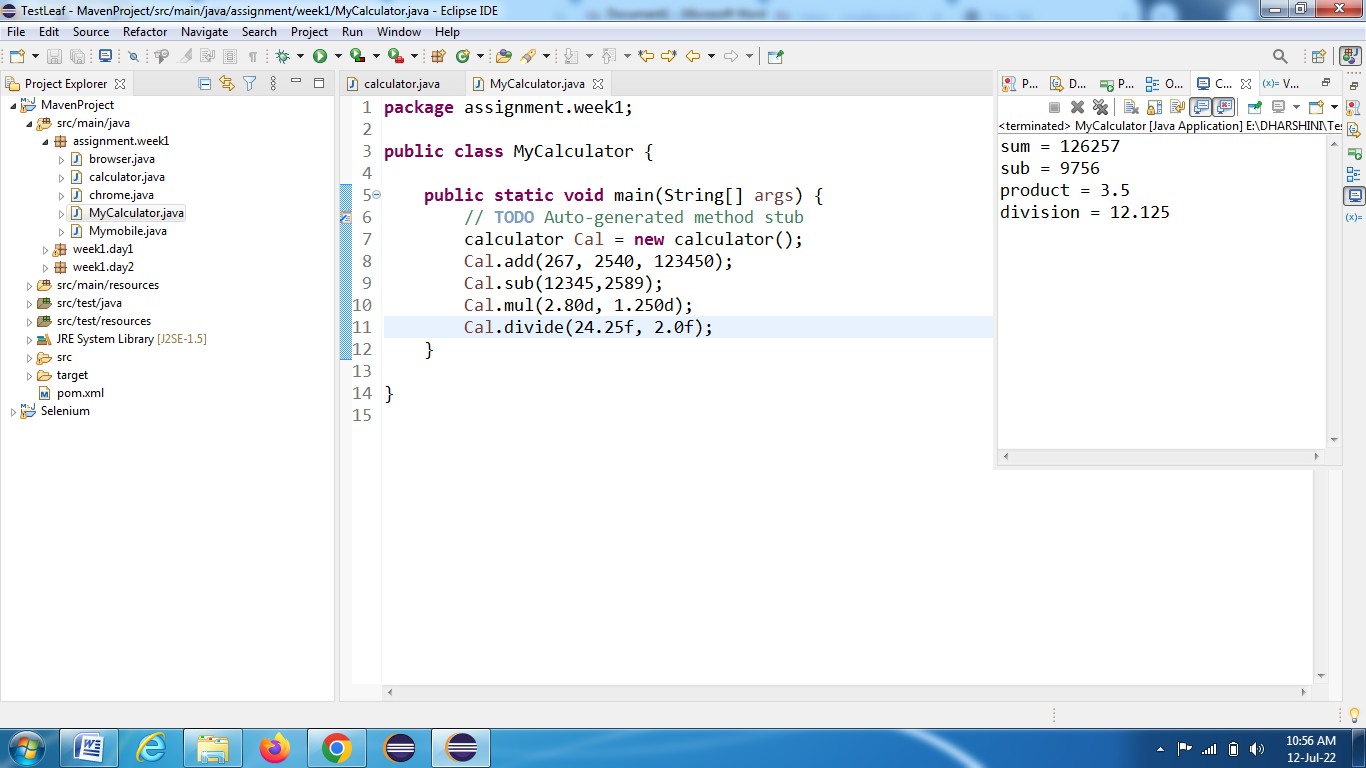 TestLeaf - MavenProject/src/main/java/assignment/week1/MyCalculator.java - Eclipse IDE
File Edit Source Refactor Navigate Search Project Run Window Help
Project Explorer
MavenProject
src/main/java
assignment.week1
browser.java
calculator.java
chrome.java
MyCalculator.java
Mymobile.java
week1.day1
week1.day2
src/main/resources
src/test/java
src/test/resources
JRE System Library [J2SE-1.5]
src
target
pom.xml
Selenium
calculator.java MyCalculator.java
1 package assignment.week1;
2
3 public class MyCalculator {
4
5 public static void main(String[] args) {
6 // TODO Auto-generated method stub
7 calculator Cal = new calculator();
8 Cal.add(267, 2540, 123450);
9 Cal.sub(12345,2589);
10 Cal.mul(2.80d, 1.250d);
11 Cal.divide(24.25f, 2.0f);
12 }
13
14 }
15
P... D... P... O... C... V...
<terminated> MyCalculator [Java Application] E:\DHARSHINI\Tes
sum = 126257
sub = 9756
product = 3.5
division = 12.125
10:56 AM
12-Jul-22